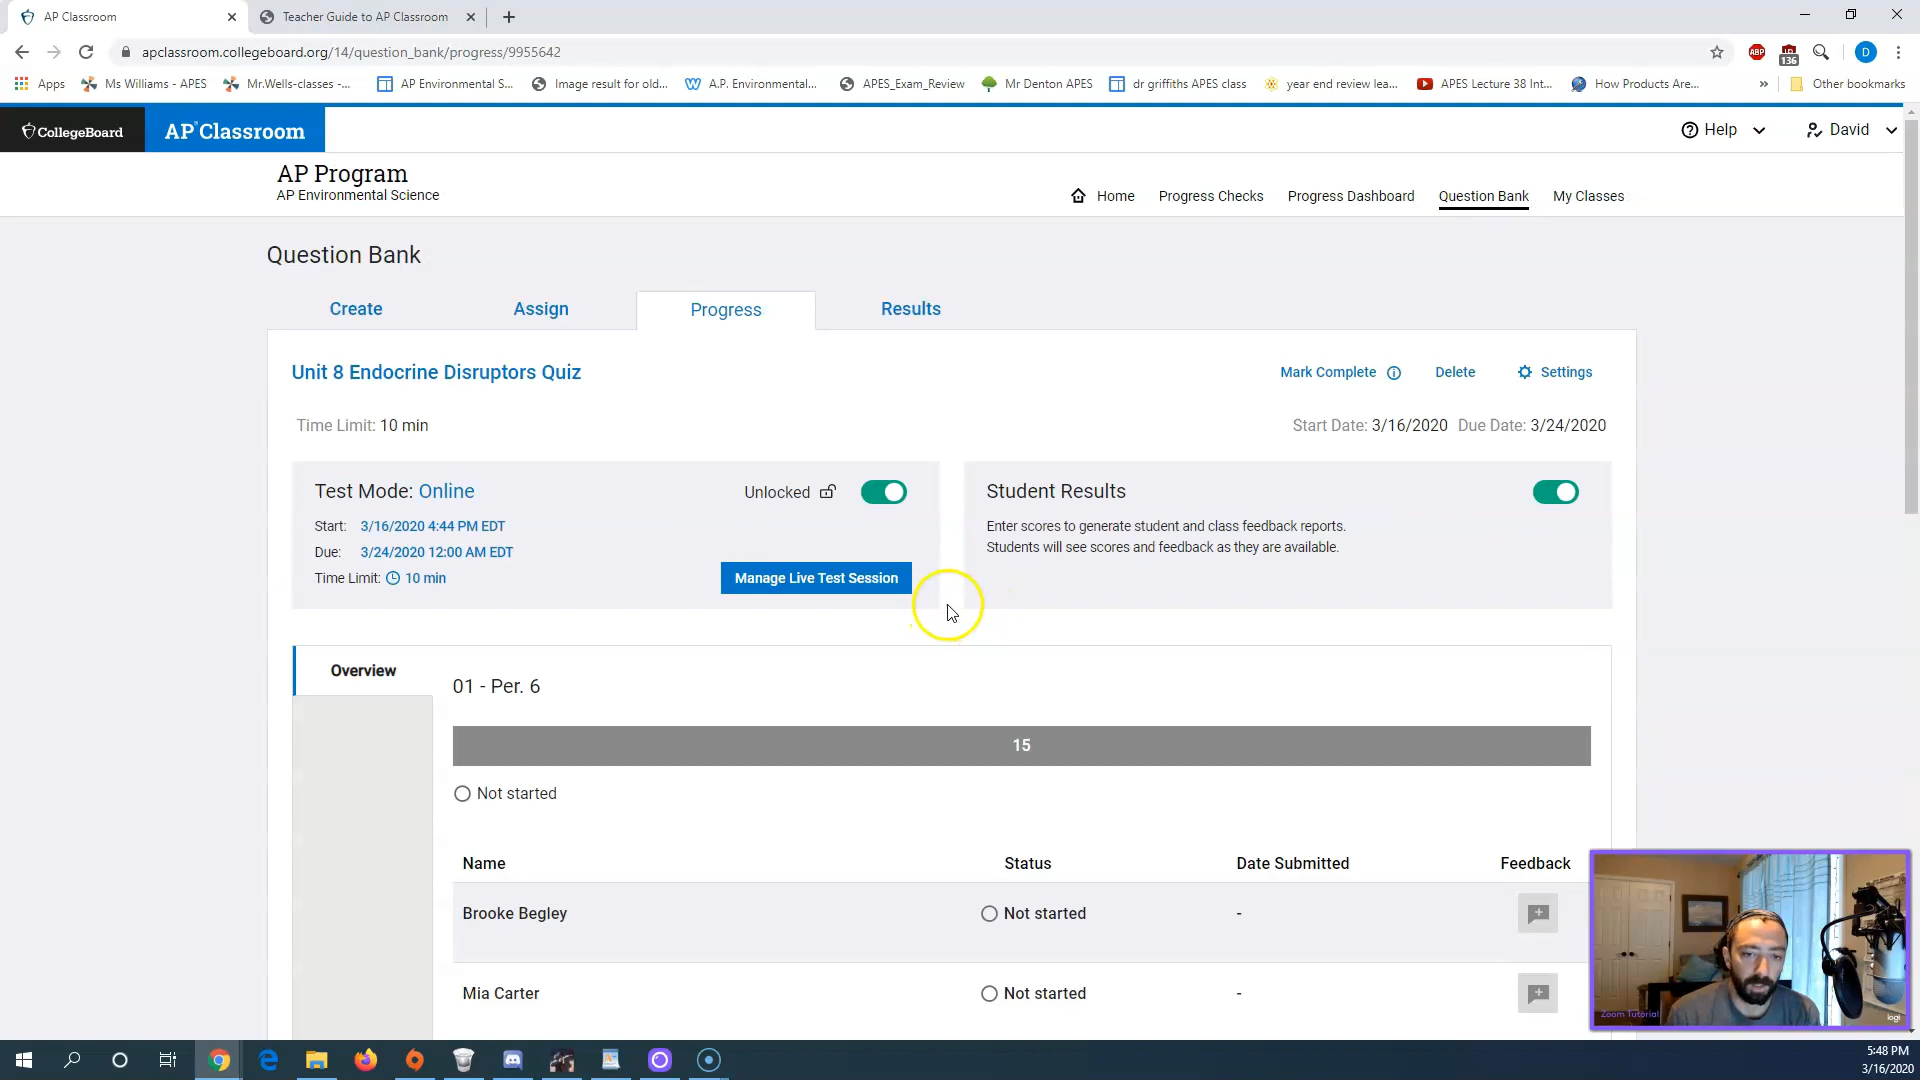 AP Classroom
Teacher Guide to AP Classroom
apclassroom.collegeboard.org/14/question_bank/progress/9955642
ABP
136
D
Apps
Ms Williams - APES
Mr.Wells-classes -...
AP Environmental S...
Image result for old...
A.P. Environmental...
APES_Exam_Review
Mr Denton APES
dr griffiths APES class
year end review lea...
APES Lecture 38 Int...
How Products Are...
»
Other bookmarks
CollegeBoard
AP Classroom
Help
David
AP Program
AP Environmental Science
Home
Progress Checks
Progress Dashboard
Question Bank
My Classes
Question Bank
Create
Assign
Progress
Results
Unit 8 Endocrine Disruptors Quiz
Mark Complete
Delete
Settings
Time Limit: 10 min
Start Date: 3/16/2020 Due Date: 3/24/2020
Test Mode: Online
Unlocked
Start: 3/16/2020 4:44 PM EDT
Due: 3/24/2020 12:00 AM EDT
Time Limit: 10 min
Manage Live Test Session
Student Results
Enter scores to generate student and class feedback reports.
Students will see scores and feedback as they are available.
Overview
01 - Per. 6
15
Not started
Name
Status
Date Submitted
Feedback
Brooke Begley
Not started
-
Mia Carter
Not started
-
Zoom Tutorial
logi
5:48 PM
3/16/2020